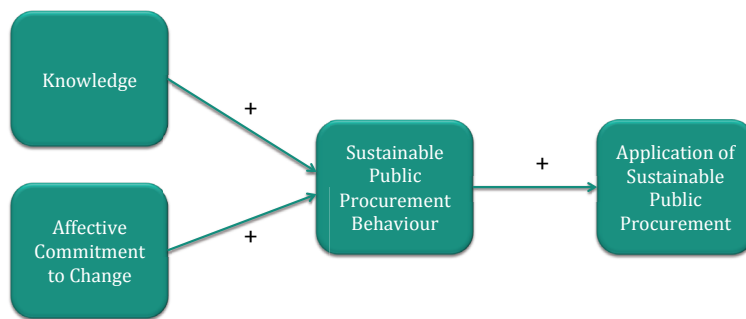 Knowledge
+
Affective
Commitment
to Change
+
Sustainable
Public
Procurement
Behaviour
+
Application of
Sustainable
Public
Procurement